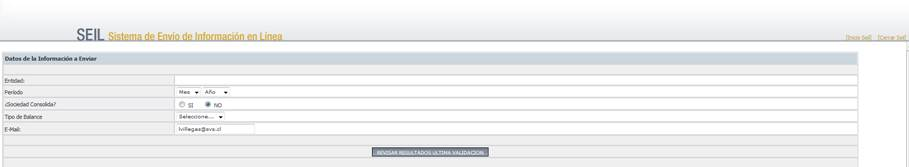 SEIL Sistema de Envío de Información en Línea
[Inicio Seil] [Cerrar Seil]
Datos de la Información a Enviar
Entidad:
Período Mes Año
¿Sociedad Consolida? SI NO
Tipo de Balance Seleccione...
E-Mail: lvillegas@svs.cl
REVISAR RESULTADOS ULTIMA VALIDACION